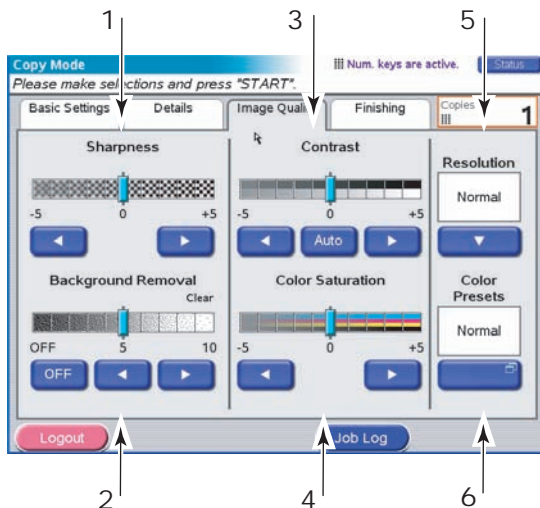 1 3 5
Copy Mode Num. keys are active. Status
Please make selections and press "START".
Basic Settings Details Image Quality Finishing Copies 1
Sharpness Contrast Resolution
Normal
-5 0 +5 -5 0 +5
Auto
Background Removal Color Saturation Color
Clear Presets
Normal
OFF 5 10 -5 0 +5
OFF
Logout Job Log
2 4 6